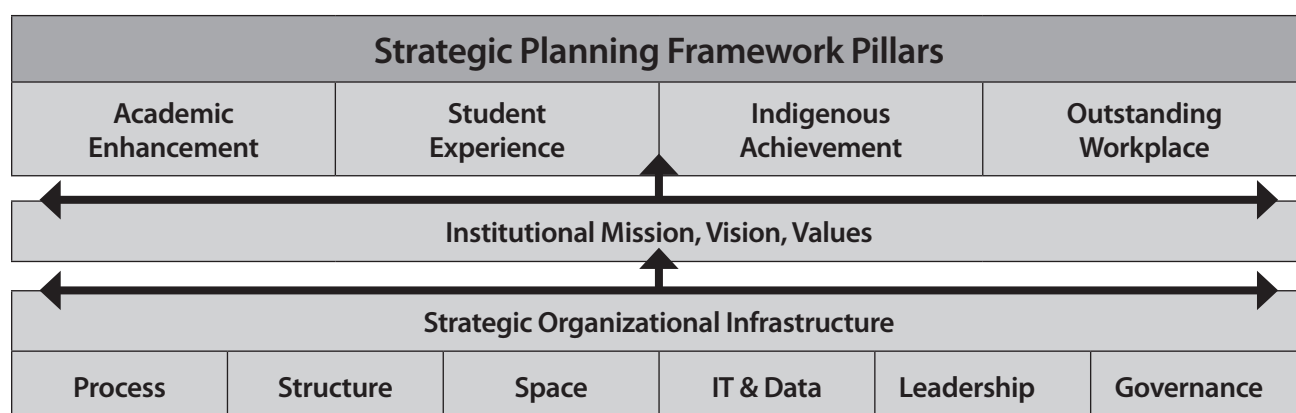 Strategic Planning Framework Pillars
Academic
Enhancement
Student
Experience
Indigenous
Achievement
Outstanding
Workplace
Institutional Mission, Vision, Values
Strategic Organizational Infrastructure
Process
Structure
Space
IT & Data
Leadership
Governance